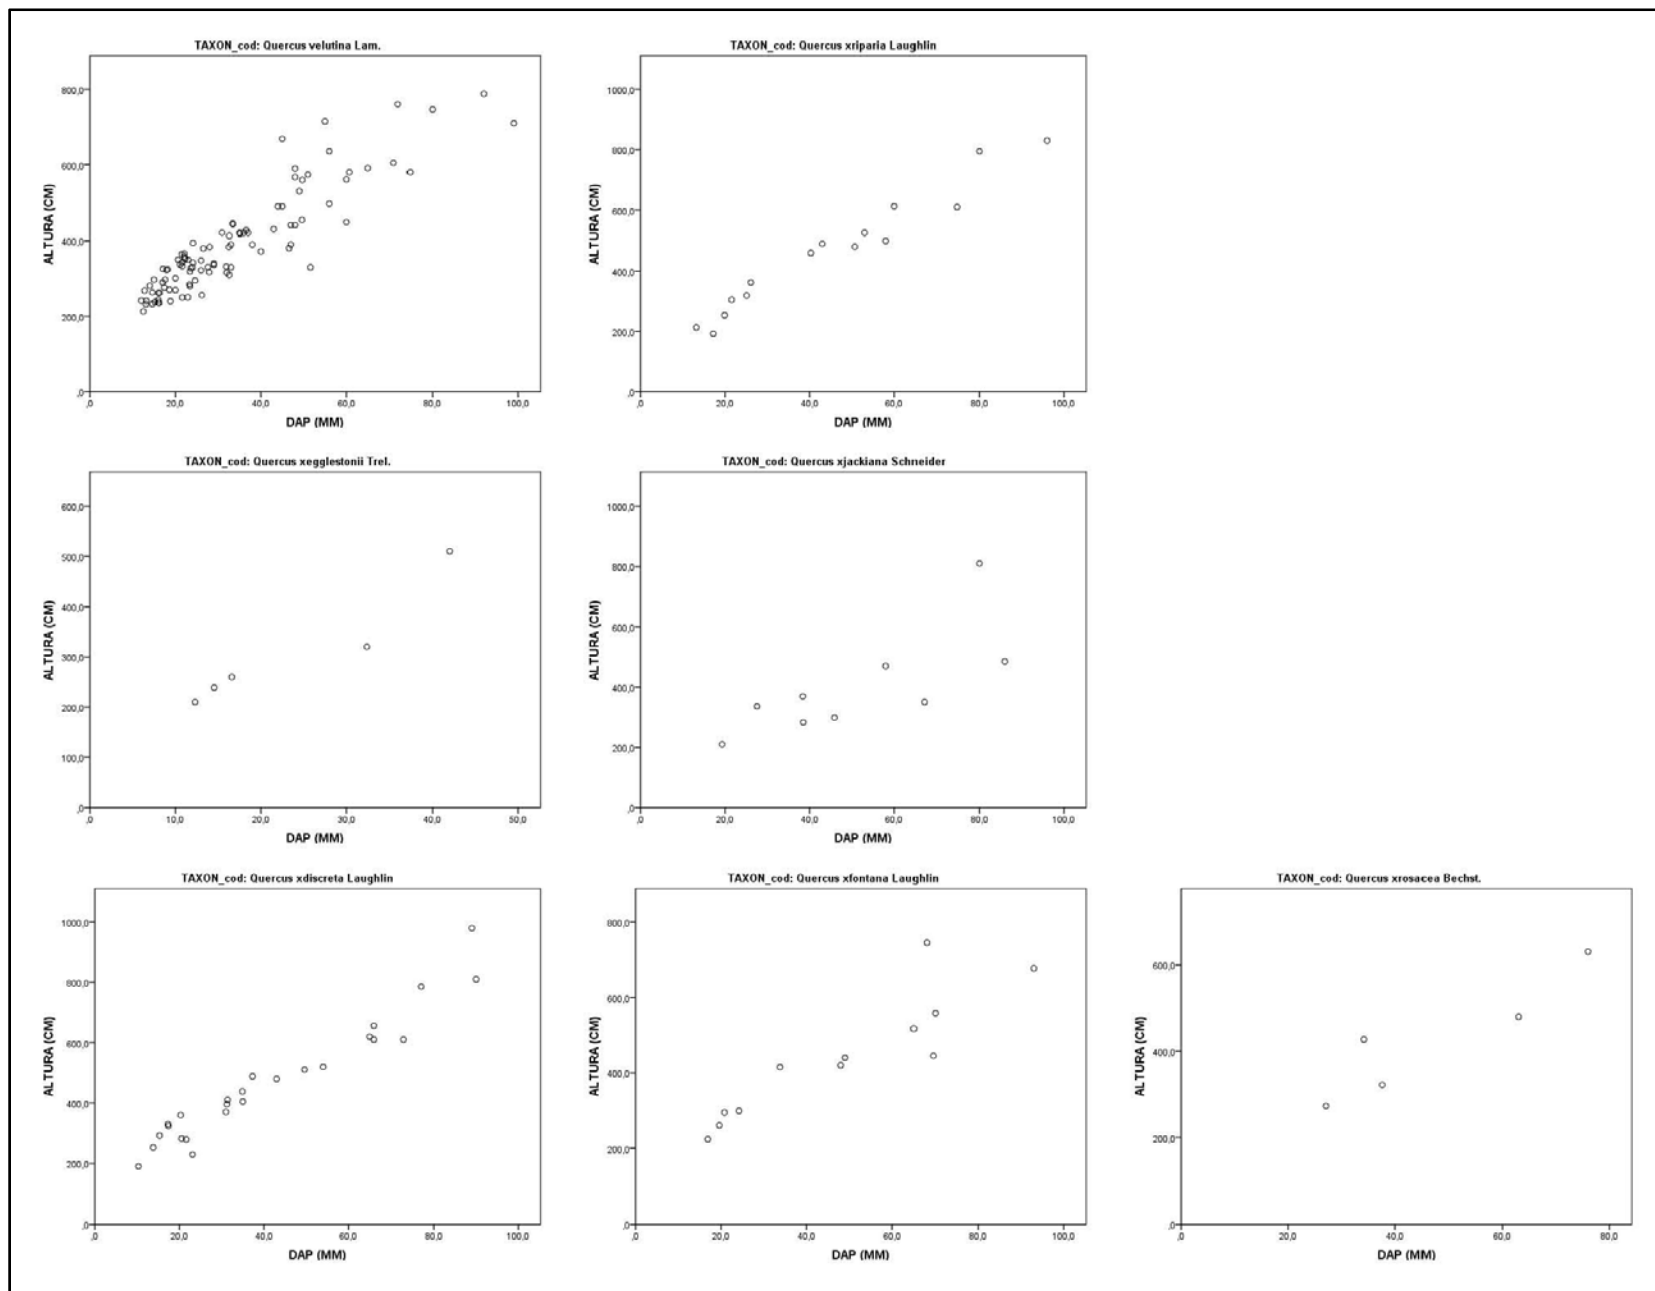 TAXON_cod: Quercus velutina Lam.
ALTURA (CM)
800,0
600,0
400,0
200,0
,0
,0 20,0 40,0 60,0 80,0 100,0
DAP (MM)
TAXON_cod: Quercus xriparia Laughlin
ALTURA (CM)
1000,0
800,0
600,0
400,0
200,0
,0
,0 20,0 40,0 60,0 80,0 100,0
DAP (MM)
TAXON_cod: Quercus xegglestonii Trel.
ALTURA (CM)
600,0
500,0
400,0
300,0
200,0
100,0
,0
,0 10,0 20,0 30,0 40,0 50,0
DAP (MM)
TAXON_cod: Quercus xjackiana Schneider
ALTURA (CM)
1000,0
800,0
600,0
400,0
200,0
,0
,0 20,0 40,0 60,0 80,0 100,0
DAP (MM)
TAXON_cod: Quercus xdiscreta Laughlin
ALTURA (CM)
1000,0
800,0
600,0
400,0
200,0
,0
,0 20,0 40,0 60,0 80,0 100,0
DAP (MM)
TAXON_cod: Quercus xfontana Laughlin
ALTURA (CM)
800,0
600,0
400,0
200,0
,0
,0 20,0 40,0 60,0 80,0 100,0
DAP (MM)
TAXON_cod: Quercus xrosacea Bechst.
ALTURA (CM)
600,0
400,0
200,0
,0
,0 20,0 40,0 60,0 80,0
DAP (MM)